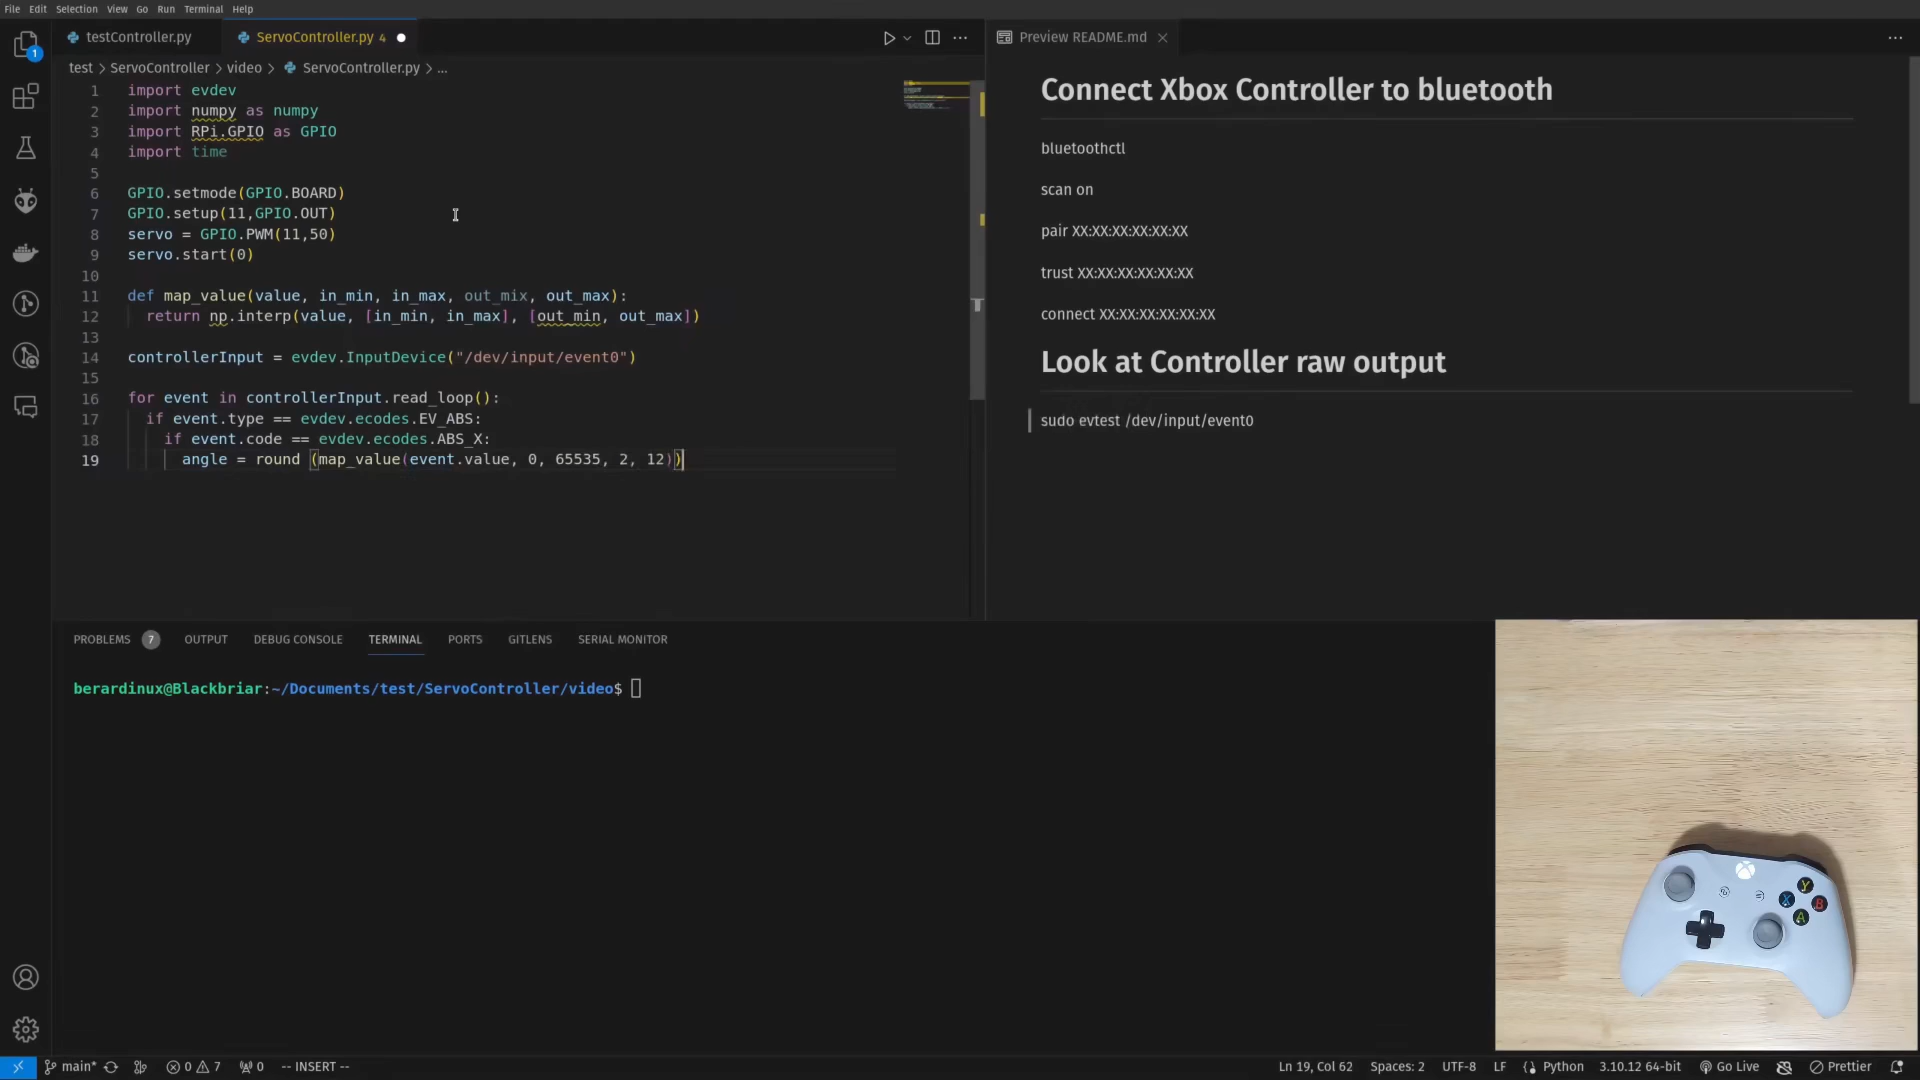 File Edit Selection View Go Run Terminal Help
testController.py
ServoController.py 4
Preview README.md
test > ServoController > video > ServoController.py > ...
1 import evdev
2 import numpy as numpy
3 import RPi.GPIO as GPIO
4 import time
5
6 GPIO.setmode(GPIO.BOARD)
7 GPIO.setup(11,GPIO.OUT)
8 servo = GPIO.PWM(11,50)
9 servo.start(0)
10
11 def map_value(value, in_min, in_max, out_mix, out_max):
12 return np.interp(value, [in_min, in_max], [out_min, out_max])
13
14 controllerInput = evdev.InputDevice("/dev/input/event0")
15
16 for event in controllerInput.read_loop():
17 if event.type == evdev.ecodes.EV_ABS:
18 if event.code == evdev.ecodes.ABS_X:
19 angle = round (map_value(event.value, 0, 65535, 2, 12))
Connect Xbox Controller to bluetooth
bluetoothctl
scan on
pair XX:XX:XX:XX:XX:XX
trust XX:XX:XX:XX:XX:XX
connect XX:XX:XX:XX:XX:XX
Look at Controller raw output
sudo evtest /dev/input/event0
1
PROBLEMS 7 OUTPUT DEBUG CONSOLE TERMINAL PORTS GITLENS SERIAL MONITOR
berardinux@Blackbriar:~/Documents/test/ServoController/video$
Y
X B
A
main* 0 7 0 -- INSERT -- Ln 19, Col 62 Spaces: 2 UTF-8 LF Python 3.10.12 64-bit Go Live Prettier